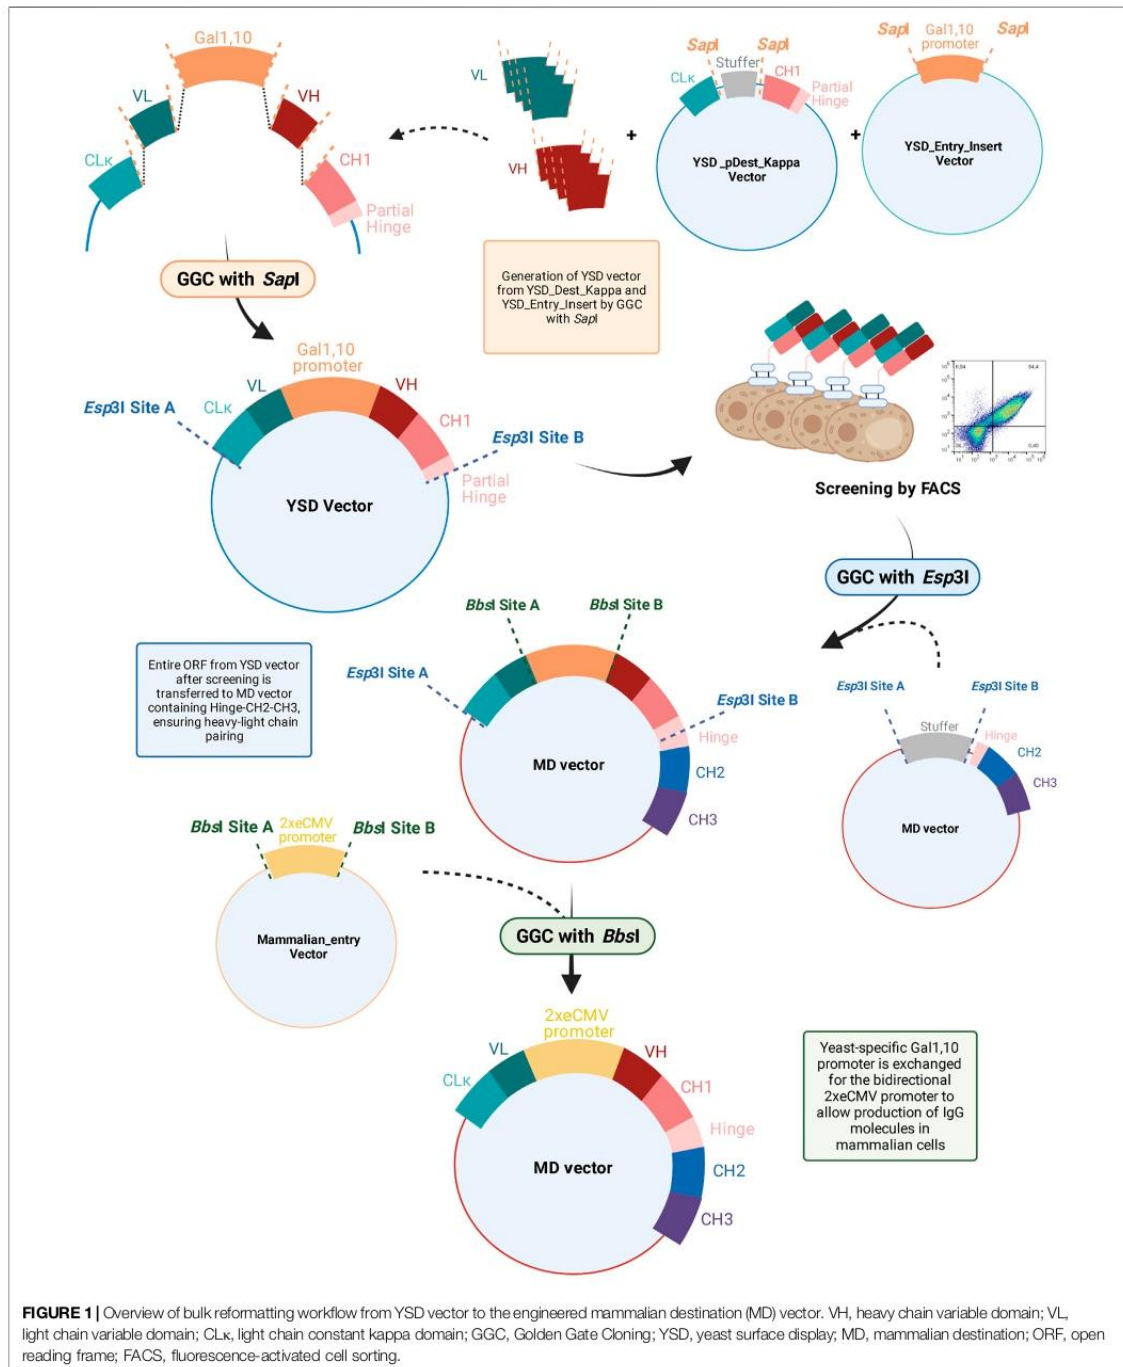 Gal1,10
VL
VH
CLκ
CH1
Partial
Hinge
VL
VH
+
SapI
SapI
Stuffer
CLκ
CH1
Partial
Hinge
YSD_pDest_Kappa
Vector
+
SapI
Gal1,10
promoter
SapI
YSD_Entry_Insert
Vector
GGC with SapI
Generation of YSD vector
from YSD_Dest_Kappa and
YSD_Entry_Insert by GGC
with SapI
Gal1,10
promoter
VL
VH
CLκ
CH1
Esp3I Site A
Esp3I Site B
Partial
Hinge
YSD Vector
Screening by FACS
GGC with Esp3I
BbsI Site A
BbsI Site B
Entire ORF from YSD vector
after screening is
transferred to MD vector
containing Hinge-CH2-CH3,
ensuring heavy-light chain
pairing
Esp3I Site A
Esp3I Site B
Hinge
CH2
CH3
MD vector
Esp3I Site A
Esp3I Site B
Stuffer
Hinge
CH2
CH3
MD vector
BbsI Site A
2xeCMV
promoter
BbsI Site B
Mammalian_entry
Vector
GGC with BbsI
2xeCMV
promoter
VL
VH
CLκ
CH1
Hinge
CH2
CH3
MD vector
Yeast-specific Gal1,10
promoter is exchanged
for the bidirectional
2xeCMV promoter to
allow production of IgG
molecules in
mammalian cells
FIGURE 1 | Overview of bulk reformatting workflow from YSD vector to the engineered mammalian destination (MD) vector. VH, heavy chain variable domain; VL,
light chain variable domain; CLκ, light chain constant kappa domain; GGC, Golden Gate Cloning; YSD, yeast surface display; MD, mammalian destination; ORF, open
reading frame; FACS, fluorescence-activated cell sorting.